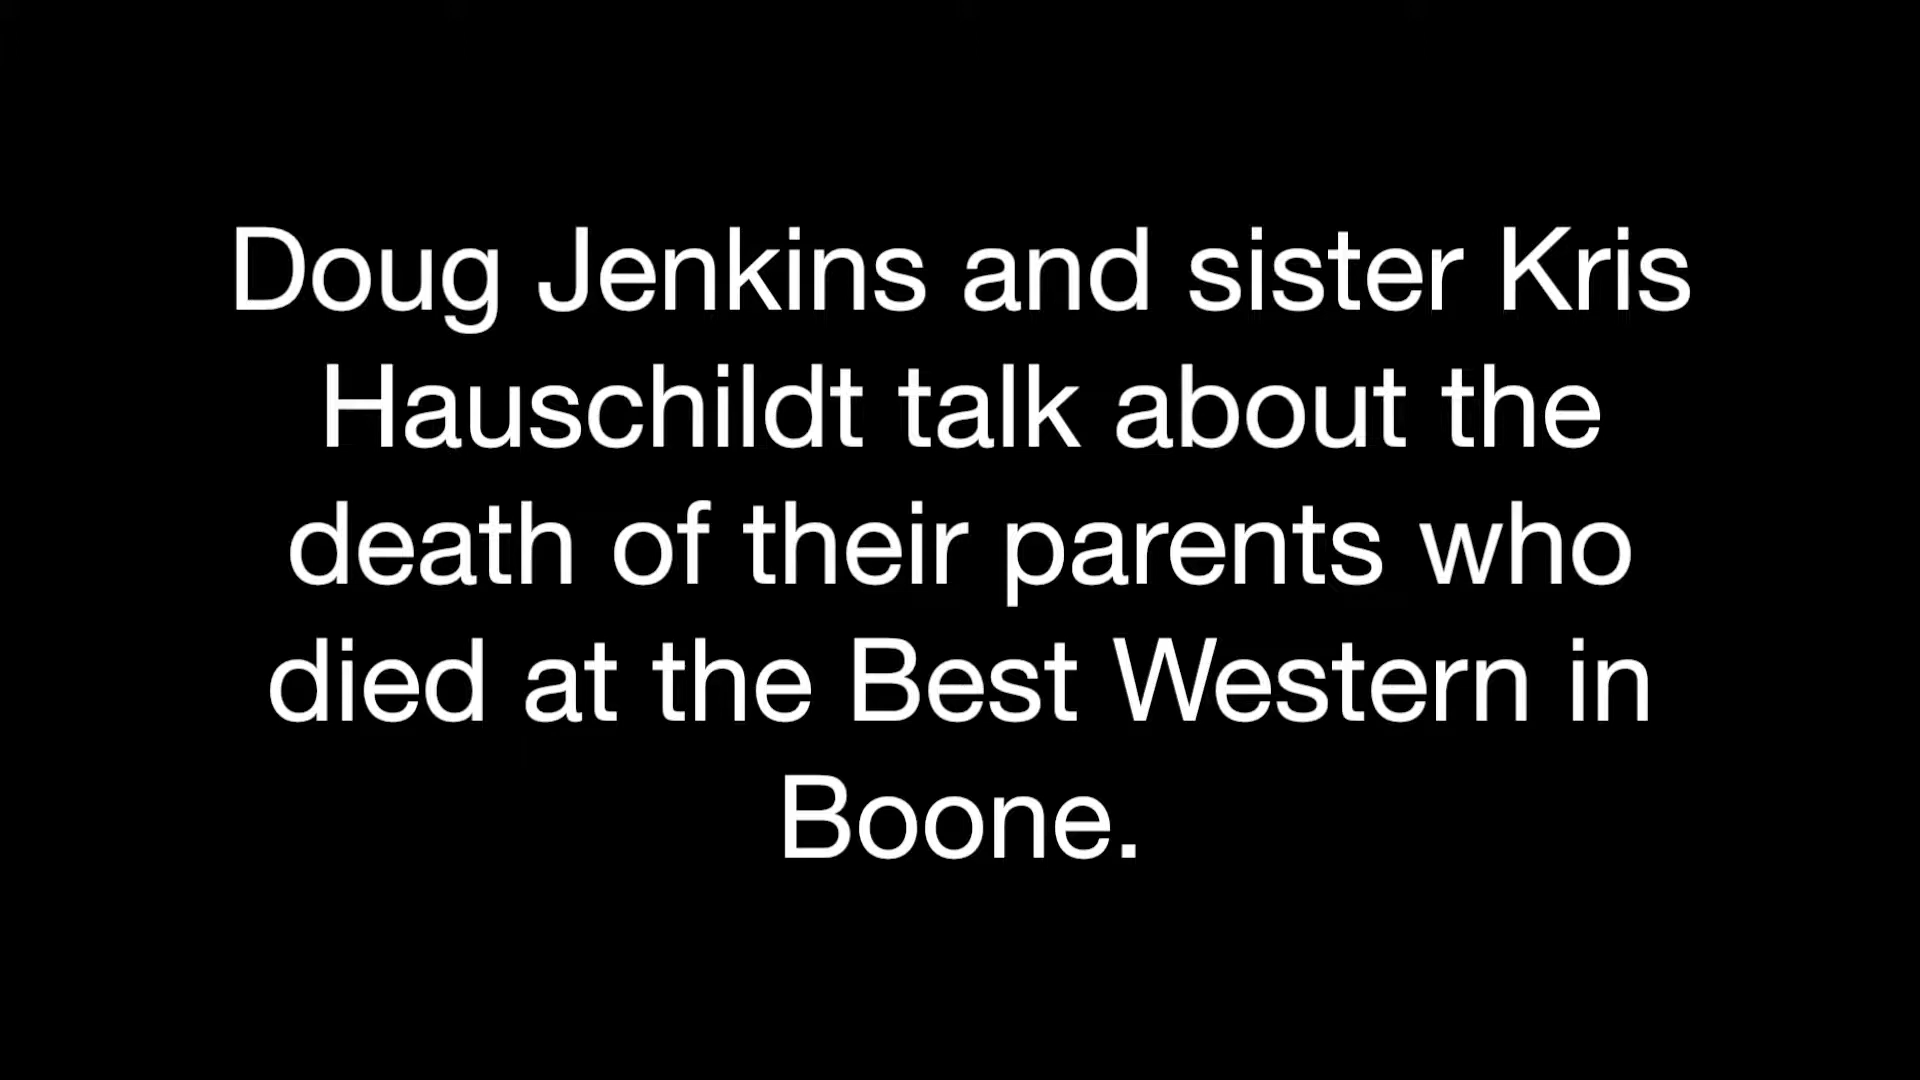 Doug Jenkins and sister Kris
Hauschildt talk about the
death of their parents who
died at the Best Western in
Boone.